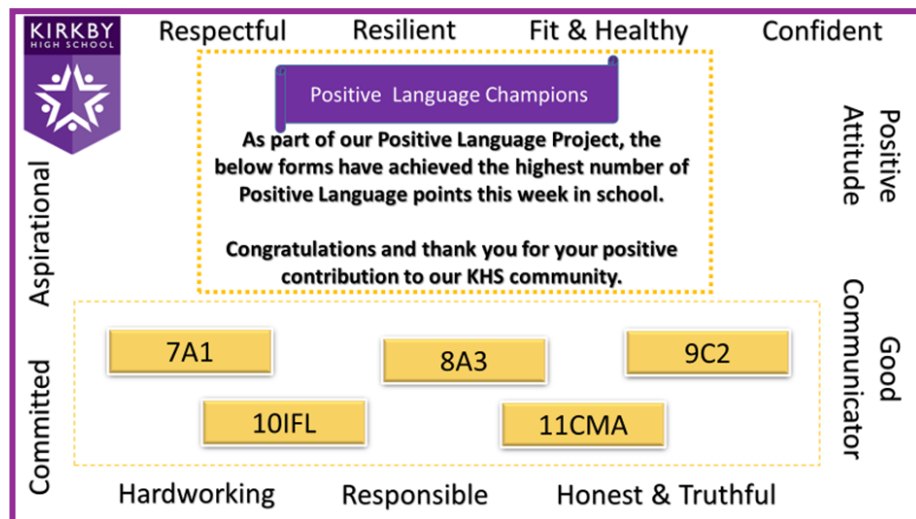 KIRKBY
HIGH SCHOOL
Respectful
Resilient
Fit & Healthy
Confident
Positive Language Champions
As part of our Positive Language Project, the
below forms have achieved the highest number of
Positive Language points this week in school.
Congratulations and thank you for your positive
contribution to our KHS community.
Positive
Attitude
Good
Communicator
Aspirational
Committed
7A1
8A3
9C2
10IFL
11CMA
Hardworking
Responsible
Honest & Truthful